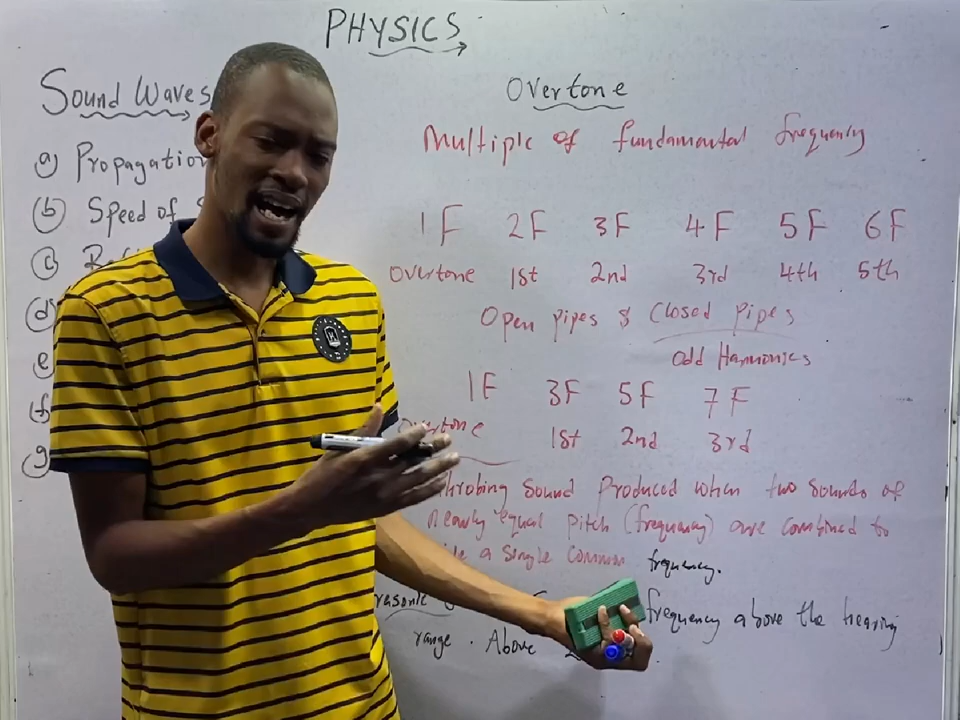 PHYSICS
Sound Waves
a) Propagation
(b) Speed of
(c)
(d)
e
(f
g
Overtone
Multiple of fundamental frequency
1F 2F 3F 4F 5F 6F
Overtone 1st 2nd 3rd 4th 5th
Open pipes & Closed Pipes
odd Harmonics
1F 3F 5F 7F
Overtone 1st 2nd 3rd
hrobing Sound Produced when two Sounds of
nearly equal pitch (frequency) are combined to
a single common frequency.
rasonic frequency above the hearing
range. Above